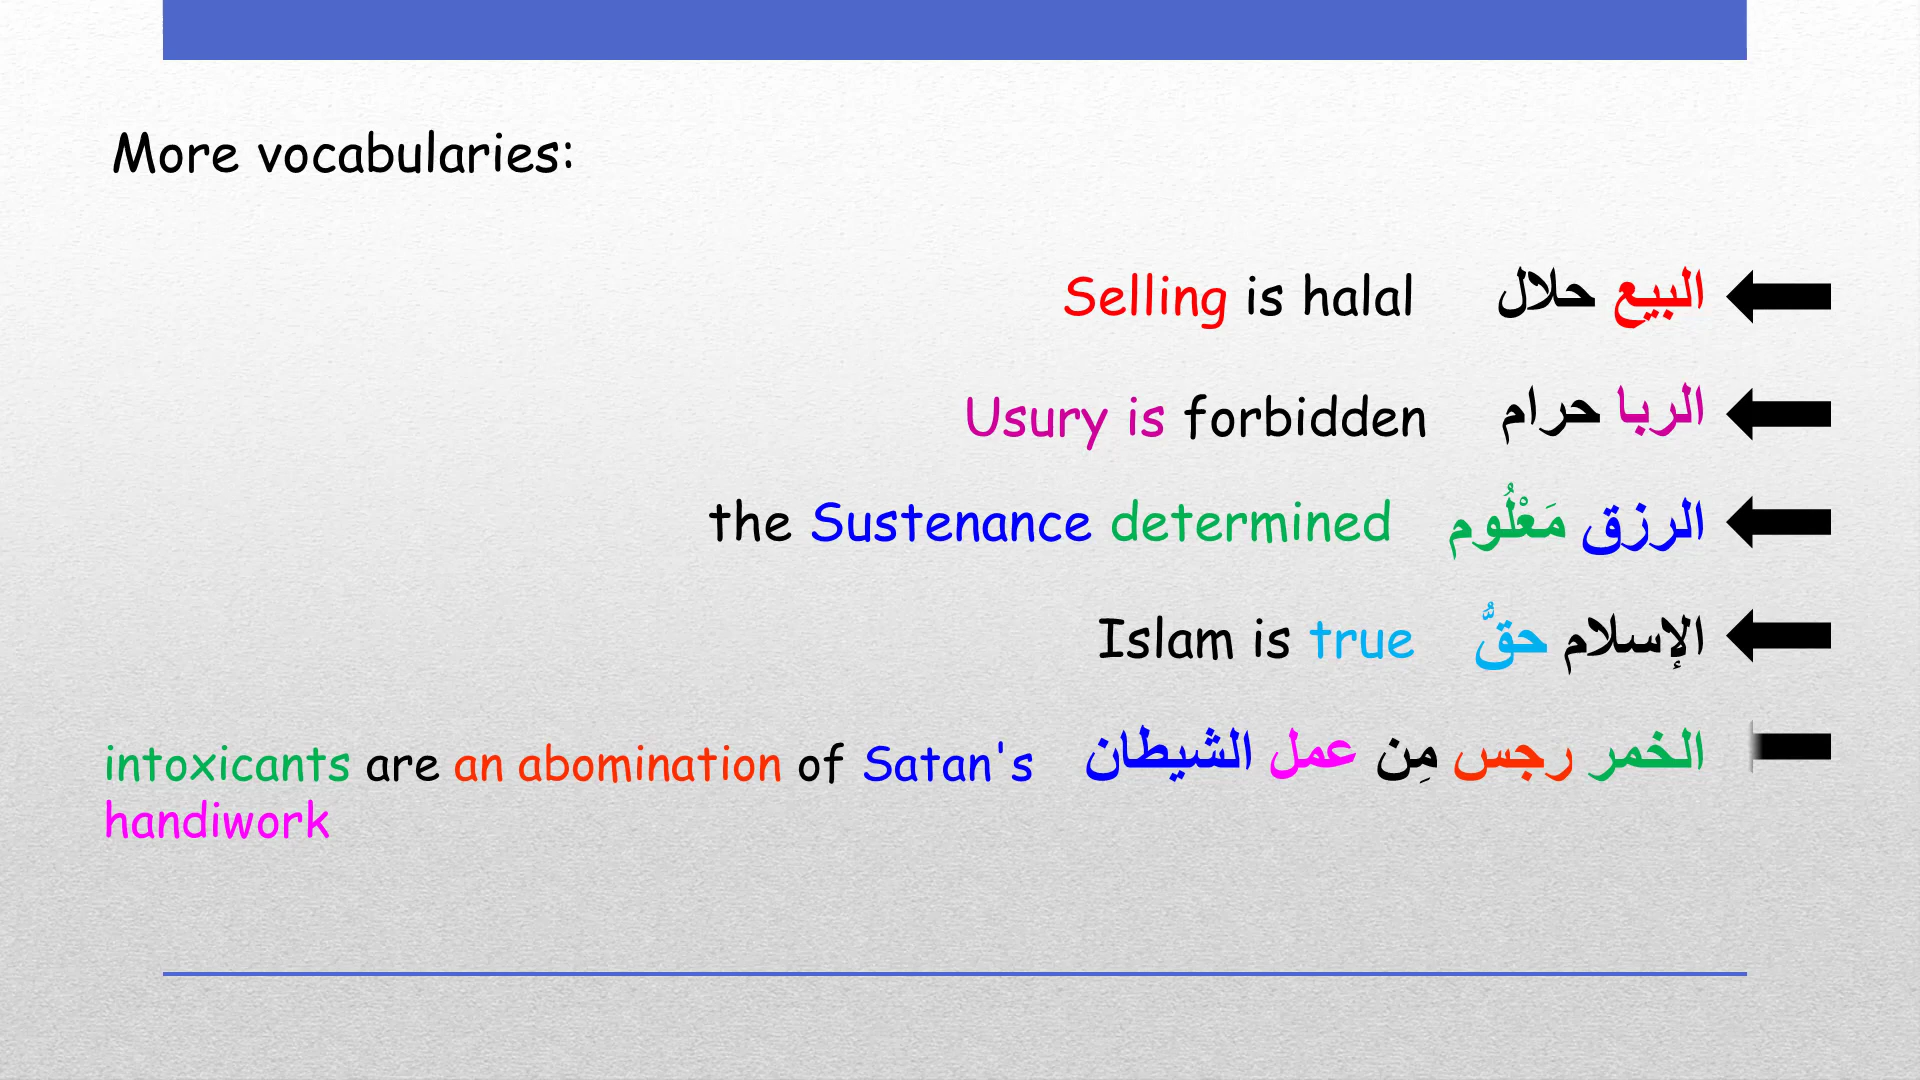 More vocabularies:
البيع حلال
Selling is halal
الربا حرام
Usury is forbidden
الرزق مَعْلُوم
the Sustenance determined
الإسلام حقُّ
Islam is true
الخمر رجس مِن عمل الشيطان
intoxicants are an abomination of Satan's
handiwork